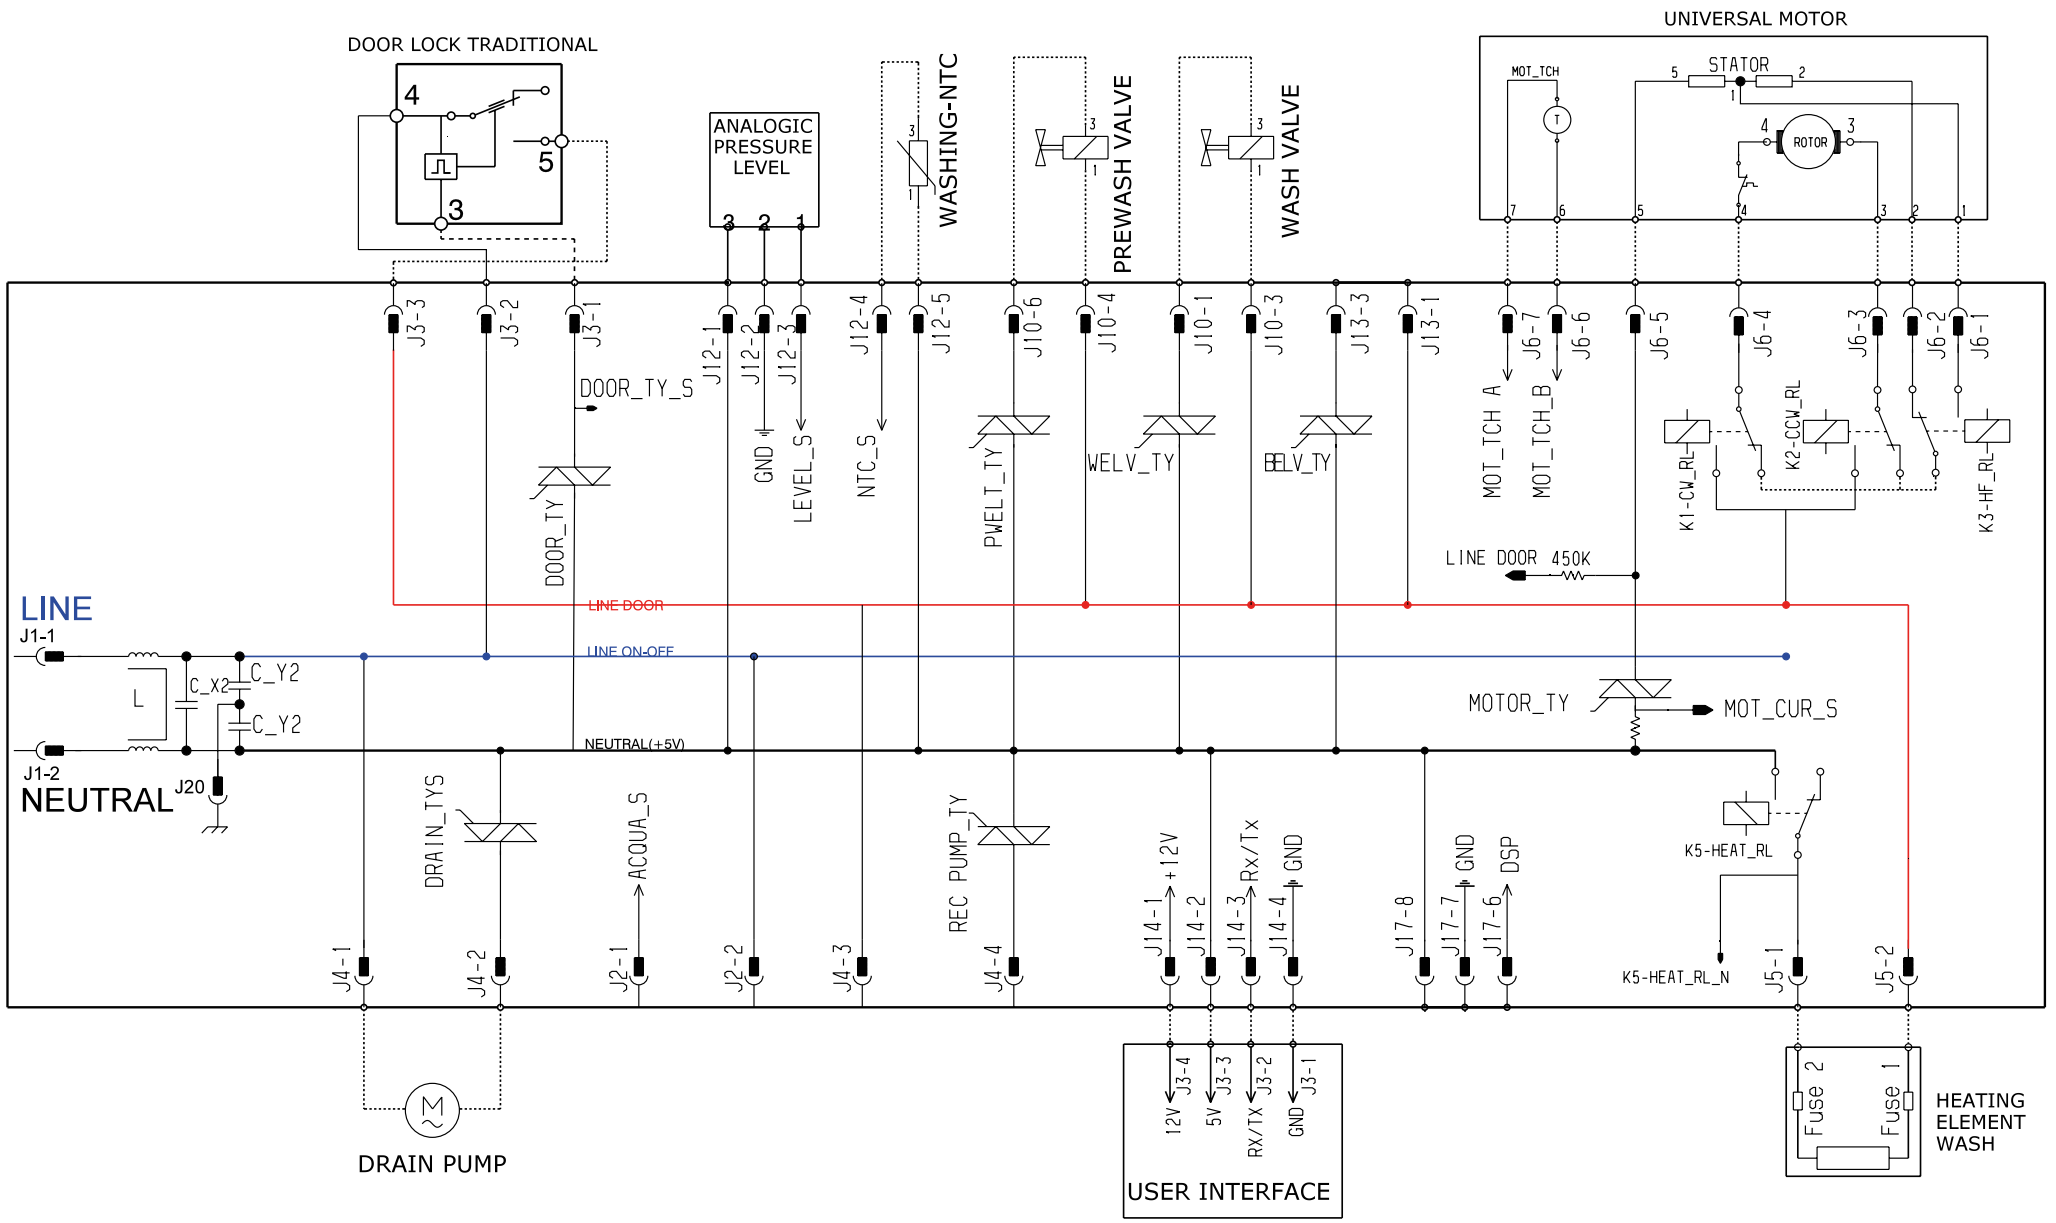 UNIVERSAL MOTOR
DOOR LOCK TRADITIONAL
4
5
3
ANALOGIC
PRESSURE
LEVEL
3 2 1
3
1
WASHING-NTC
3
1
PREWASH VALVE
3
1
WASH VALVE
MOT_TCH
T
5
STATOR
2
1
4
ROTOR
3
7
6
5
4
3
2
1
J3-3
J3-2
J3-1
J12-1
J12-2
J12-3
J12-4
J12-5
J10-6
J10-4
J10-1
J10-3
J13-3
J13-1
J6-7
J6-6
J6-5
J6-4
J6-3
J6-2
J6-1
DOOR_TY_S
DOOR_TY
GND
LEVEL_S
NTC_S
PWELT_TY
WELV_TY
BELV_TY
MOT_TCH A
MOT_TCH_B
K1-CW_RL
K2-CCW_RL
K3-HF_RL
LINE DOOR 450K
LINE DOOR
LINE ON-OFF
NEUTRAL(+5V)
LINE
J1-1
L
C_X2
C_Y2
C_Y2
J1-2
NEUTRAL
J20
MOTOR_TY
MOT_CUR_S
DRAIN_TYS
ACQUA_S
REC PUMP_TY
+12V
Rx/Tx
GND
GND
DSP
K5-HEAT_RL
K5-HEAT_RL_N
J4-1
J4-2
J2-1
J2-2
J4-3
J4-4
J14-1
J14-2
J14-3
J14-4
J17-8
J17-7
J17-6
J5-1
J5-2
M
DRAIN PUMP
J3-4
J3-3
J3-2
J3-1
12V
5V
RX/TX
GND
USER INTERFACE
Fuse 2
Fuse 1
HEATING
ELEMENT
WASH